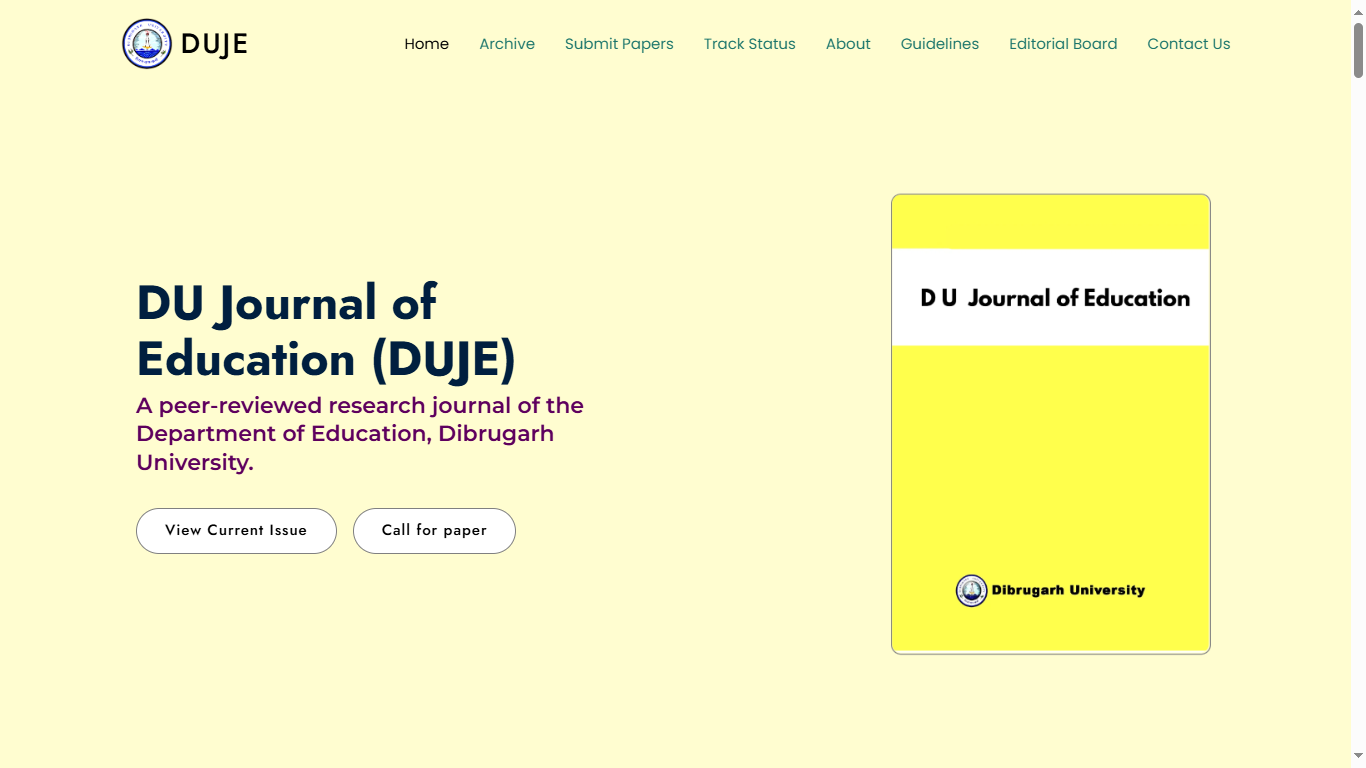 DUJE
Home Archive Submit Papers Track Status About Guidelines Editorial Board Contact Us
DU Journal of
Education (DUJE)
A peer-reviewed research journal of the
Department of Education, Dibrugarh
University.
View Current Issue Call for paper
D U Journal of Education
Dibrugarh University